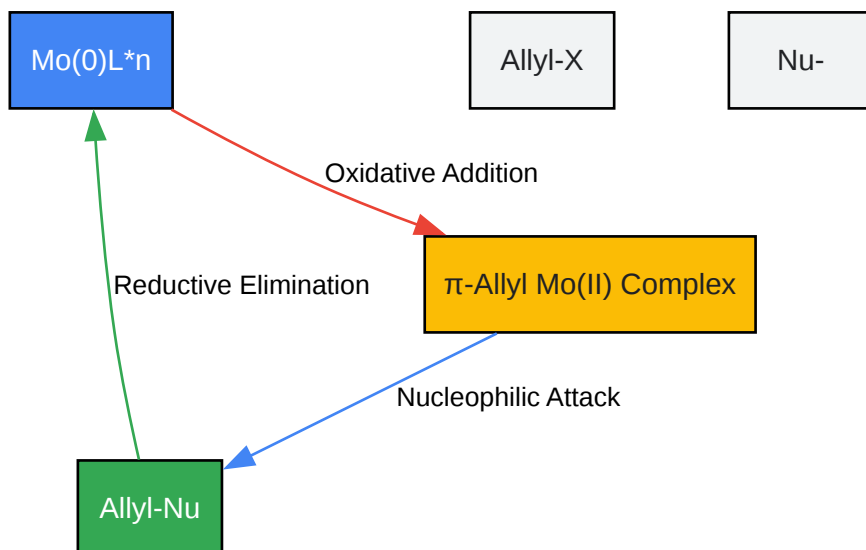 Mo(0)L*n
Allyl-X
Nu-
Oxidative Addition
π-Allyl Mo(II) Complex
Reductive Elimination
Nucleophilic Attack
Allyl-Nu